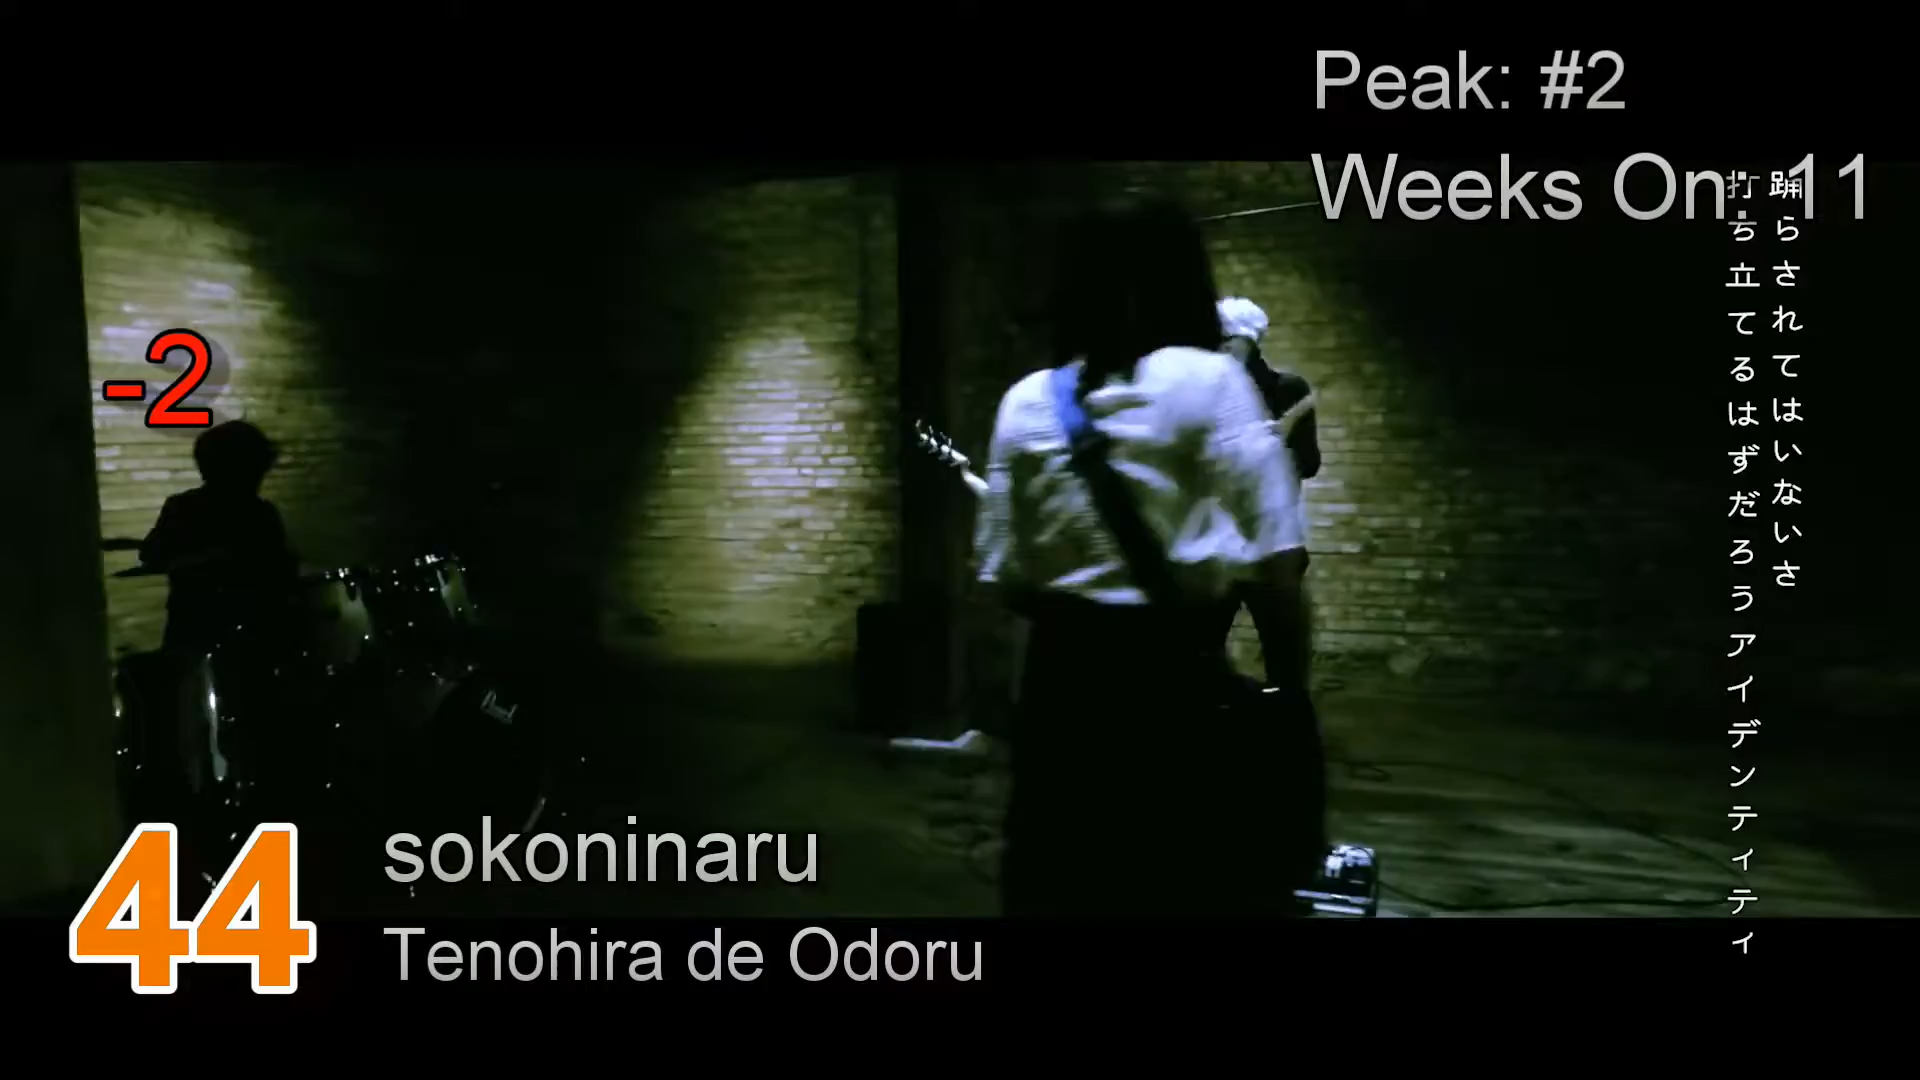 Peak: #2
Weeks On: 11
踊らされてはいないさ
打ち立てるはずだろうアイデンティティ
-2
44
sokoninaru
Tenohira de Odoru